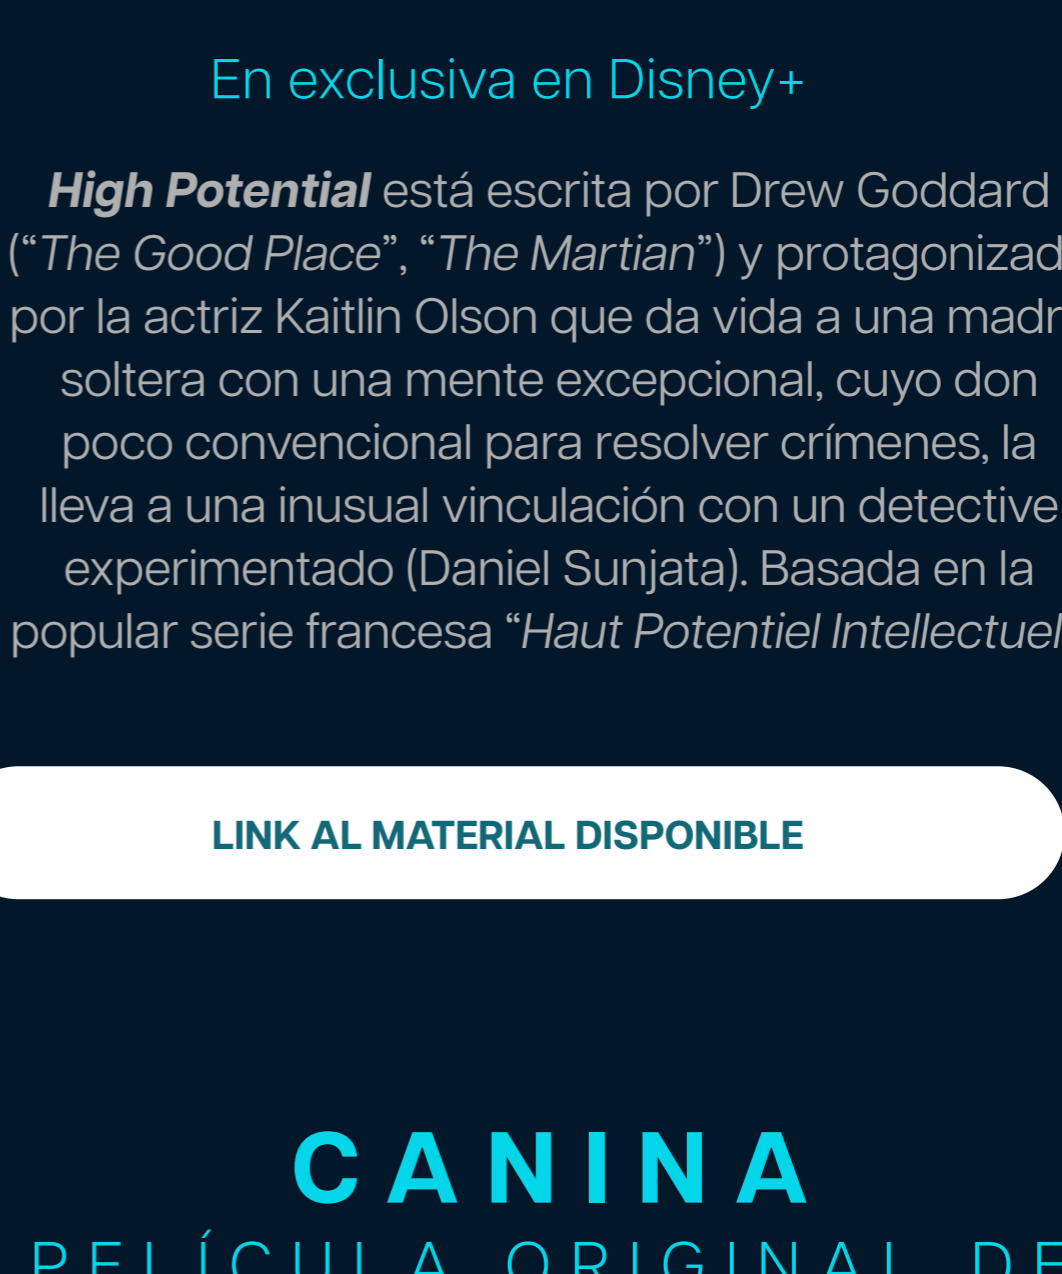 En exclusiva en Disney+
High Potential está escrita por Drew Goddard
(“The Good Place”, “The Martian”) y protagonizad
por la actriz Kaitlin Olson que da vida a una madr
soltera con una mente excepcional, cuyo don
poco convencional para resolver crímenes, la
lleva a una inusual vinculación con un detective
experimentado (Daniel Sunjata). Basada en la
popular serie francesa “Haut Potentiel Intellectuel
LINK AL MATERIAL DISPONIBLE
CANINA
PELÍCULA ORIGINAL DE